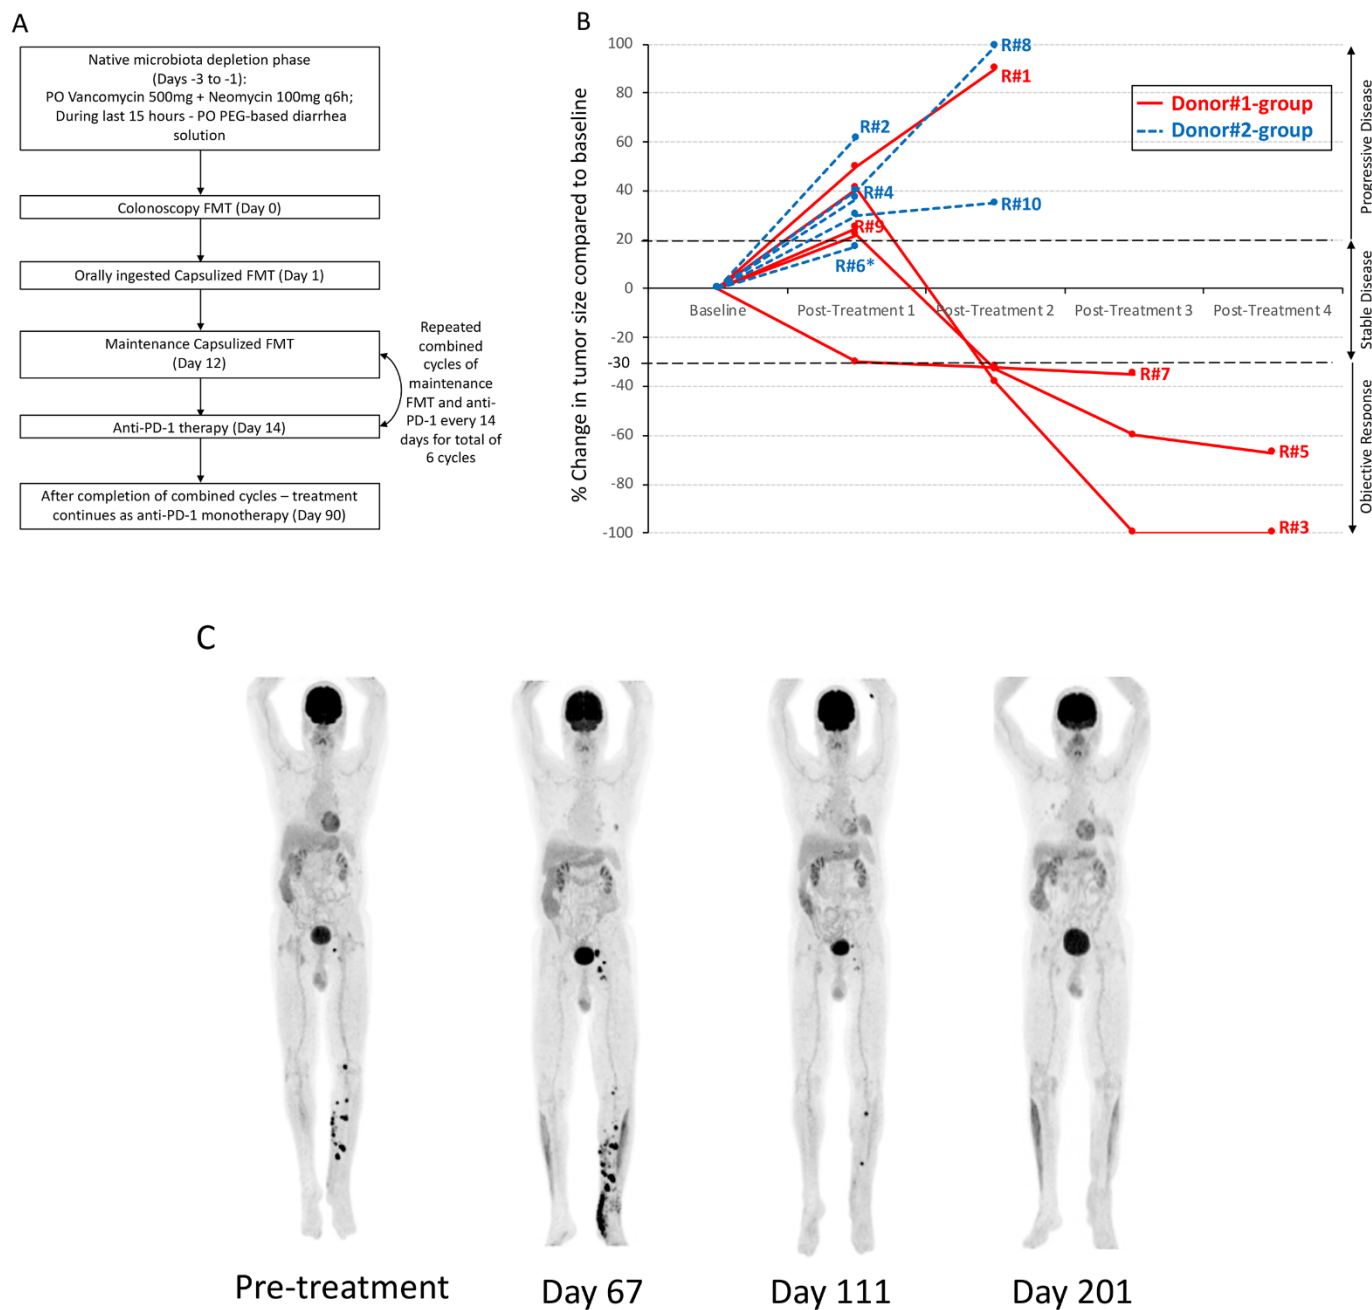 A
Native microbiota depletion phase
(Days -3 to -1):
PO Vancomycin 500mg + Neomycin 100mg q6h;
During last 15 hours - PO PEG-based diarrhea
solution
Colonoscopy FMT (Day 0)
Orally ingested Capsulized FMT (Day 1)
Maintenance Capsulized FMT
(Day 12)
Anti-PD-1 therapy (Day 14)
After completion of combined cycles – treatment
continues as anti-PD-1 monotherapy (Day 90)
Repeated
combined
cycles of
maintenance
FMT and anti-
PD-1 every 14
days for total of
6 cycles
B
% Change in tumor size compared to baseline
100
80
60
40
20
0
-20
-30
-40
-60
-80
-100
Baseline
Post-Treatment 1
Post-Treatment 2
Post-Treatment 3
Post-Treatment 4
R#8
R#1
R#2
R#4
R#10
R#9
R#6*
R#7
R#5
R#3
Donor#1-group
Donor#2-group
Progressive Disease
Stable Disease
Objective Response
C
Pre-treatment
Day 67
Day 111
Day 201